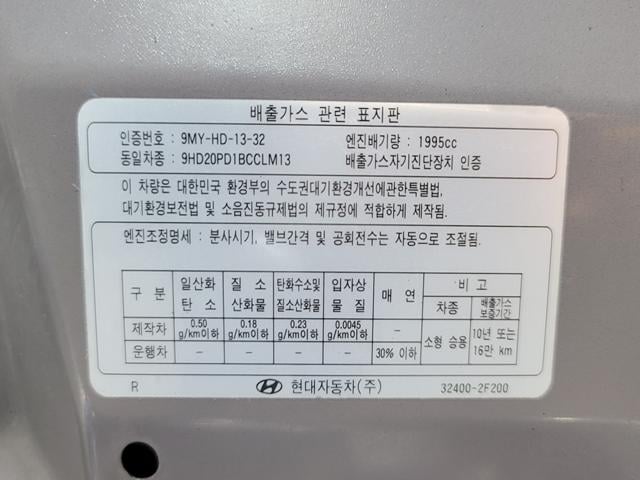 배출가스 관련 표지판
인증번호 : 9MY-HD-13-32 엔진배기량 : 1995cc
동일차종 : 9HD20PD1BCCLM13 배출가스자기진단장치 인증
이 차량은 대한민국 환경부의 수도권대기환경개선에관한특별법,
대기환경보전법 및 소음진동규제법의 제규정에 적합하게 제작됨.
엔진조정명세 : 분사시기, 밸브간격 및 공회전수는 자동으로 조절됨.
구 분 일산화 탄 소 질 소 산화물 탄화수소및 질소산화물 입자상 물 질 매 연 비 고
차종 배출가스 보증기간
제작차 0.50 g/km이하 0.18 g/km이하 0.23 g/km이하 0.0045 g/km이하 – 소형 승용 10년 또는 16만 km
운행차 – – – – 30% 이하
R 현대자동차(주) 32400-2F200